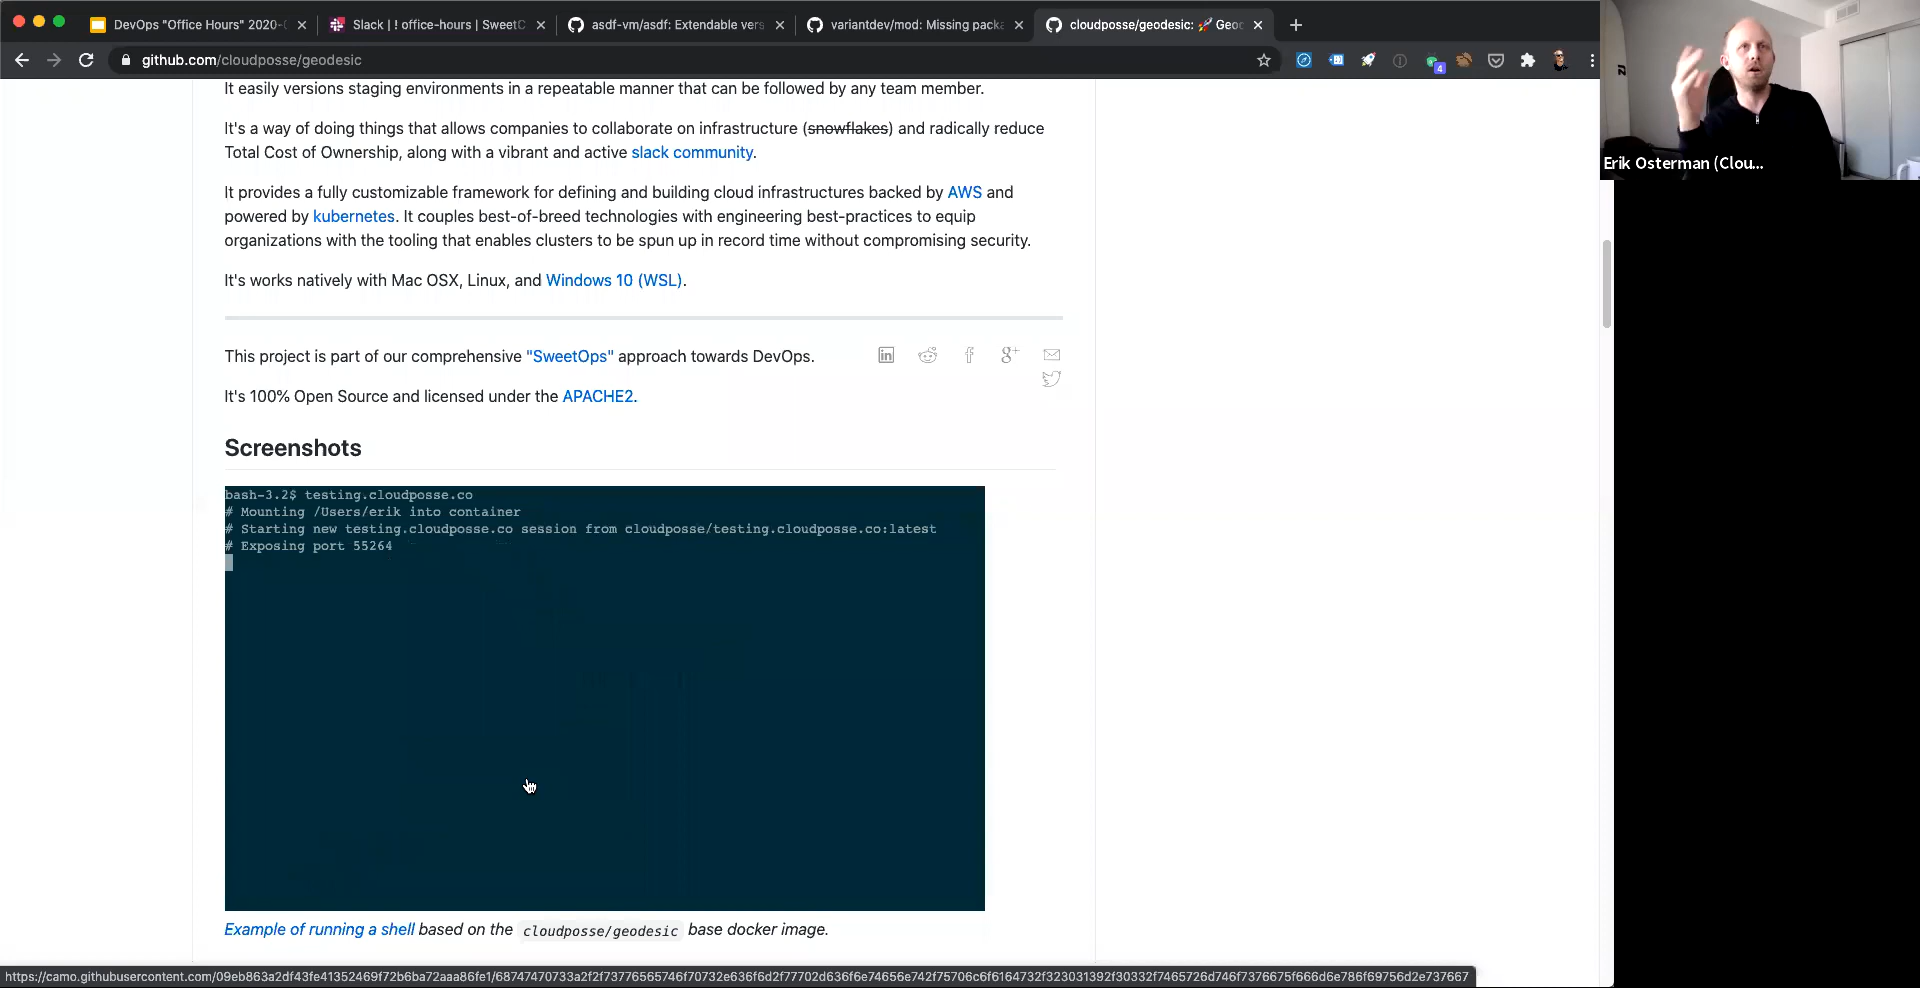 DevOps "Office Hours" 2020-
Slack | ! office-hours | SweetC
asdf-vm/asdf: Extendable vers
variantdev/mod: Missing packa
cloudposse/geodesic: 🚀 Geod
github.com/cloudposse/geodesic
4
It easily versions staging environments in a repeatable manner that can be followed by any team member.
It's a way of doing things that allows companies to collaborate on infrastructure (snowflakes) and radically reduce
Total Cost of Ownership, along with a vibrant and active slack community.
It provides a fully customizable framework for defining and building cloud infrastructures backed by AWS and
powered by kubernetes. It couples best-of-breed technologies with engineering best-practices to equip
organizations with the tooling that enables clusters to be spun up in record time without compromising security.
It's works natively with Mac OSX, Linux, and Windows 10 (WSL).
This project is part of our comprehensive "SweetOps" approach towards DevOps.
It's 100% Open Source and licensed under the APACHE2.
Screenshots
bash-3.2$ testing.cloudposse.co
# Mounting /Users/erik into container
# Starting new testing.cloudposse.co session from cloudposse/testing.cloudposse.co:latest
# Exposing port 55264
Example of running a shell based on the cloudposse/geodesic base docker image.
https://camo.githubusercontent.com/09eb863a2df43fe41352469f72b6ba72aaa86fe1/68747470733a2f2f73776565746f70732e636f6d2f77702d636f6e74656e742f75706c6f6164732f323031392f30332f7465726d746f7376675f666d6e786f69756d2e737667
Erik Osterman (Clou...